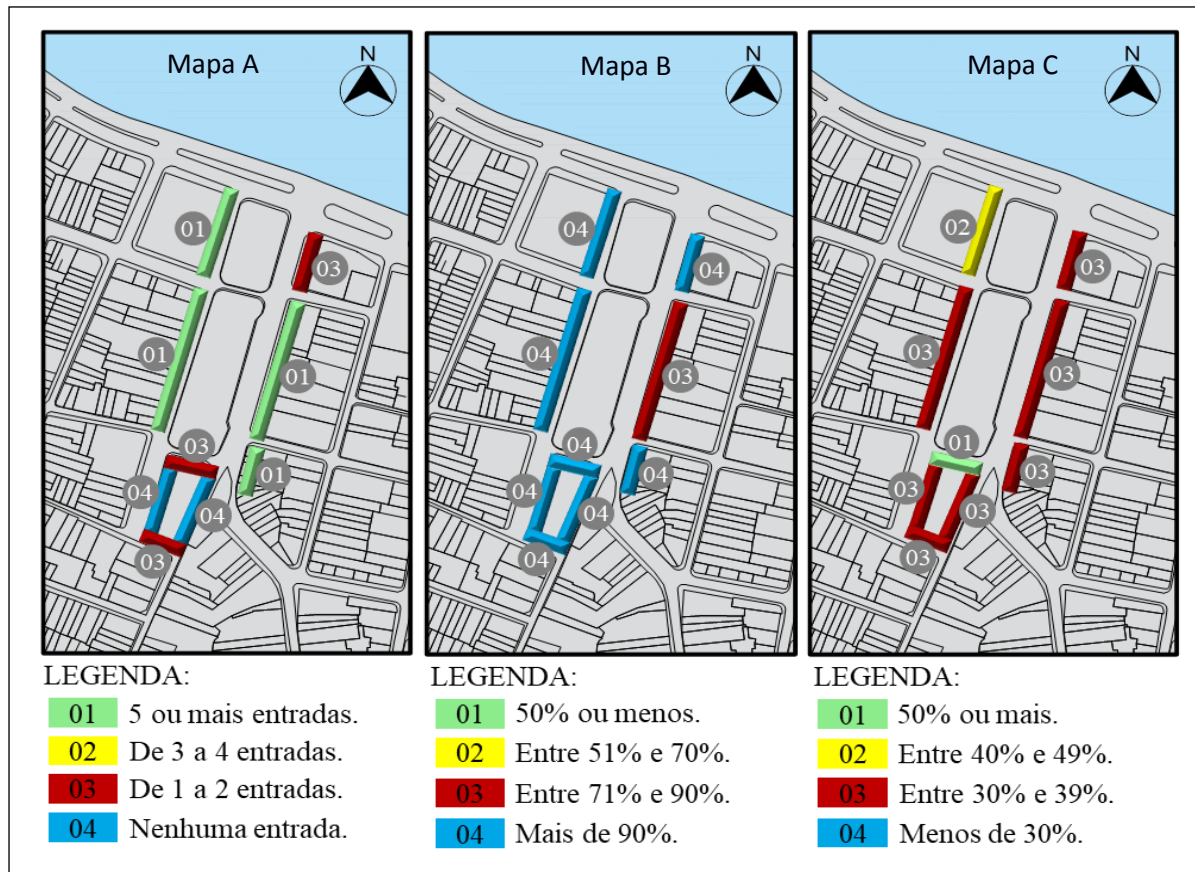 Mapa A
N
01
03
01
01
03
01
04
04
03
LEGENDA:
01 5 ou mais entradas.
02 De 3 a 4 entradas.
03 De 1 a 2 entradas.
04 Nenhuma entrada.
Mapa B
N
04
04
04
03
04
04
04
04
04
LEGENDA:
01 50% ou menos.
02 Entre 51% e 70%.
03 Entre 71% e 90%.
04 Mais de 90%.
Mapa C
N
02
03
03
03
01
03
03
03
03
LEGENDA:
01 50% ou mais.
02 Entre 40% e 49%.
03 Entre 30% e 39%.
04 Menos de 30%.